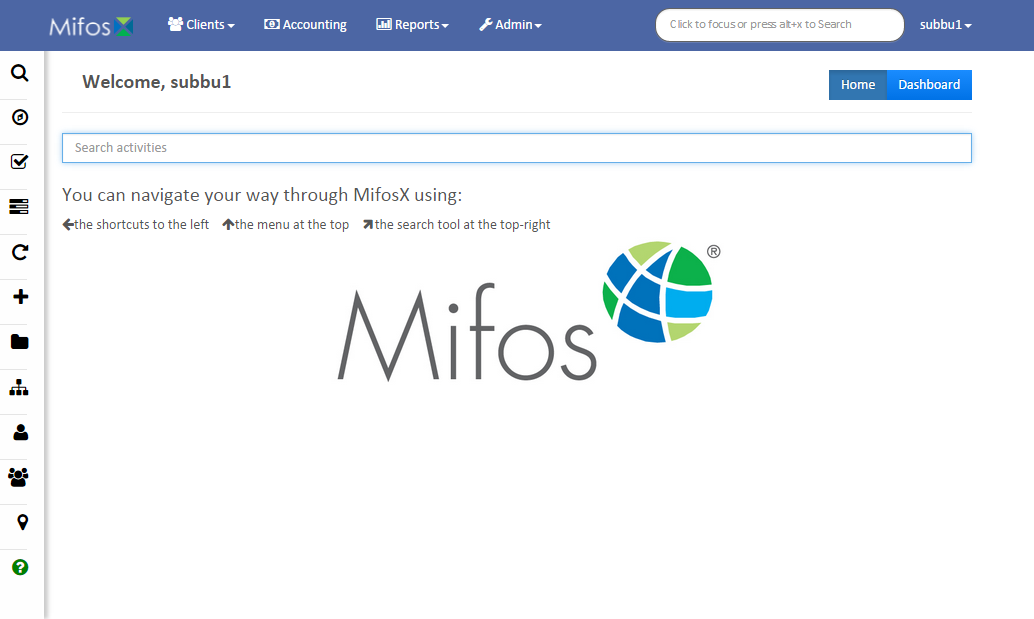 Mifos Clients Accounting Reports Admin Click to focus or press alt+x to Search subbu1
Welcome, subbu1
Home Dashboard
Search activities
You can navigate your way through MifosX using:
the shortcuts to the left the menu at the top the search tool at the top-right
Mifos ®